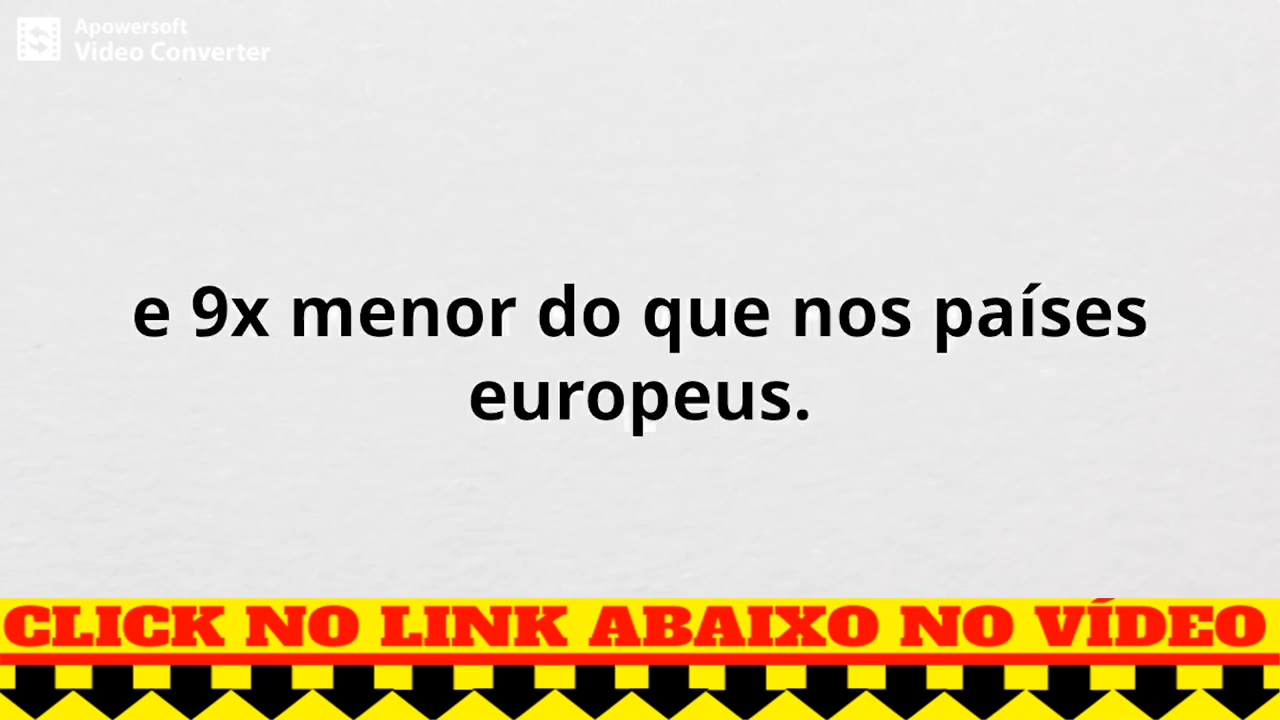 Apowersoft
Video Converter
e 9x menor do que nos países
europeus.
CLICK NO LINK ABAIXO NO VÍDEO